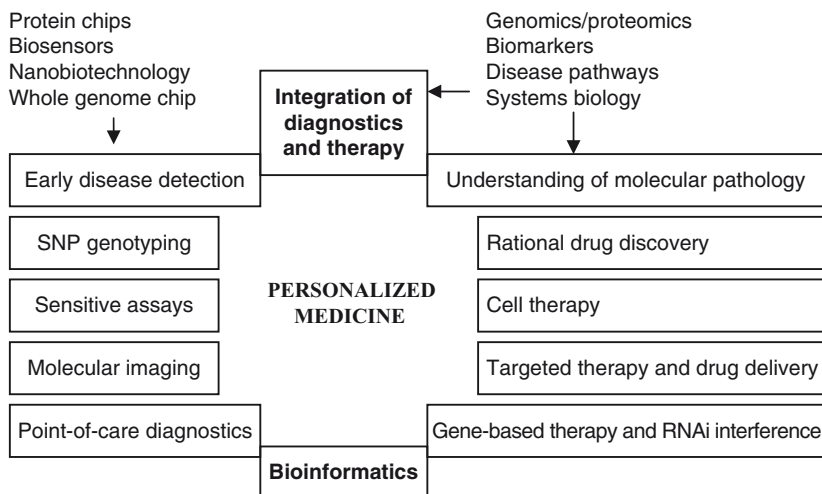 Protein chips
Biosensors
Nanobiotechnology
Whole genome chip
Genomics/proteomics
Biomarkers
Disease pathways
Systems biology
Integration of
diagnostics
and therapy
Early disease detection
Understanding of molecular pathology
SNP genotyping
Rational drug discovery
PERSONALIZED
MEDICINE
Sensitive assays
Cell therapy
Molecular imaging
Targeted therapy and drug delivery
Point-of-care diagnostics
Gene-based therapy and RNAi interference
Bioinformatics